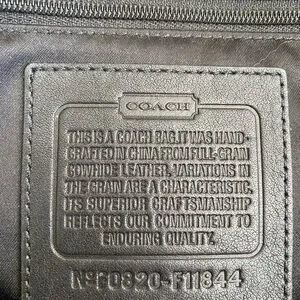 COACH
THIS IS A COACH BAG.IT WAS HAND-
CRAFTED IN CHINA FROM FULL-GRAIN
COWHIDE LEATHER. VARIATIONS IN
THE GRAIN ARE A CHARACTERISTIC.
ITS SUPERIOR CRAFTSMANSHIP
REFLECTS OUR COMMITMENT TO
ENDURING QUALITY.
Nº F0820-F11844